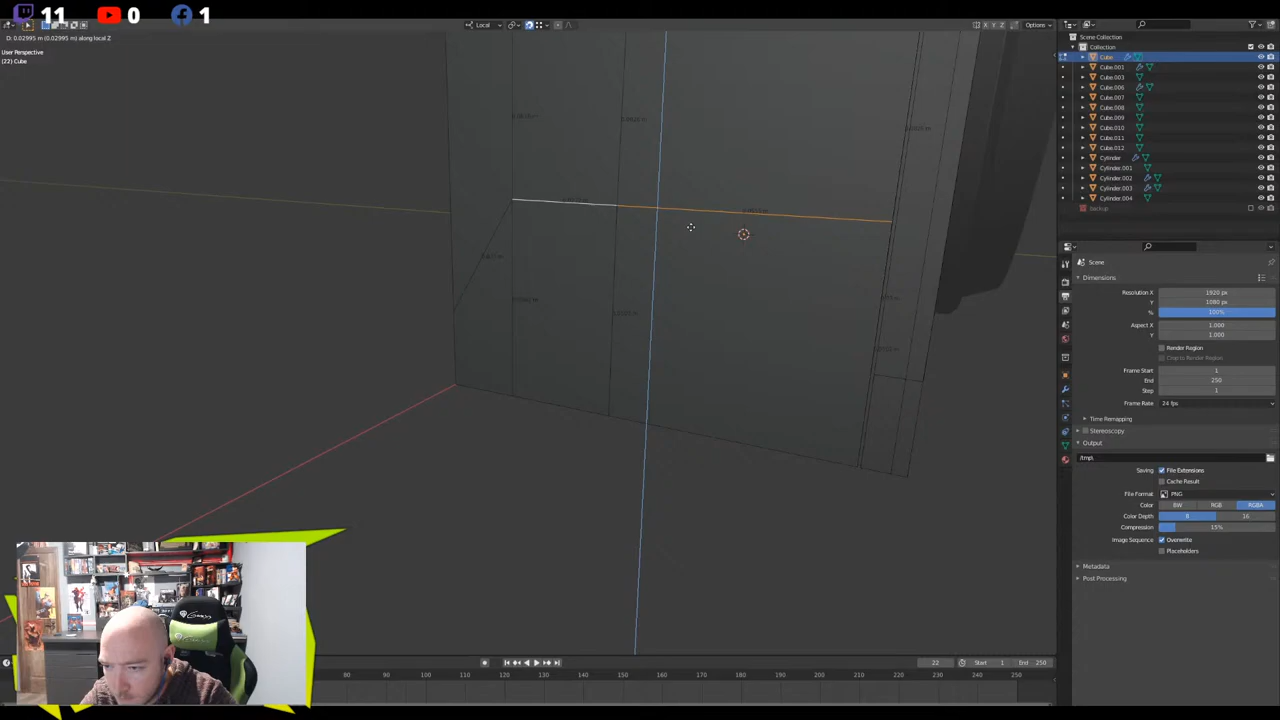 11 0 1
Local
Options
D: 0.02995 m (0.02995 m) along local Z
User Perspective
(22) Cube
Scene Collection
Collection
Cube
Cube.001
Cube.003
Cube.006
Cube.007
Cube.008
Cube.009
Cube.010
Cube.011
Cube.012
Cylinder
Cylinder.001
Cylinder.002
Cylinder.003
Cylinder.004
backup
Scene
Dimensions
Resolution X 1920 px
Y 1080 px
% 100%
Aspect X 1.000
Y 1.000
Render Region
Crop to Render Region
Frame Start 1
End 250
Step 1
Frame Rate 24 fps
Time Remapping
Stereoscopy
Output
/tmp\
Saving File Extensions
Cache Result
File Format PNG
Color BW RGB RGBA
Color Depth 8 16
Compression 15%
Image Sequence Overwrite
Placeholders
Metadata
Post Processing
22 Start 1 End 250
80 90 100 110 120 130 140 150 160 170 180 190 200 210 220 230 240 250